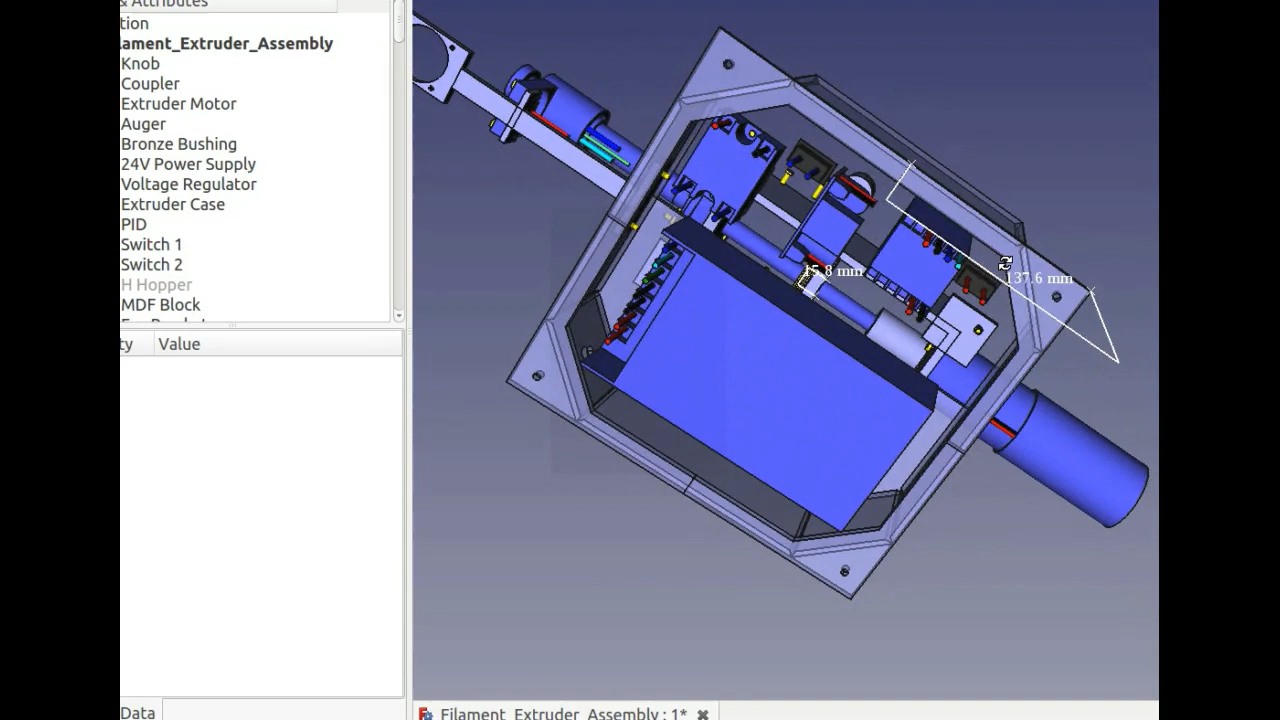 & Attributes
tion
ament_Extruder_Assembly
Knob
Coupler
Extruder Motor
Auger
Bronze Bushing
24V Power Supply
Voltage Regulator
Extruder Case
PID
Switch 1
Switch 2
H Hopper
MDF Block
ty Value
Data
15.8 mm
137.6 mm
Filament_Extruder_Assembly : 1*